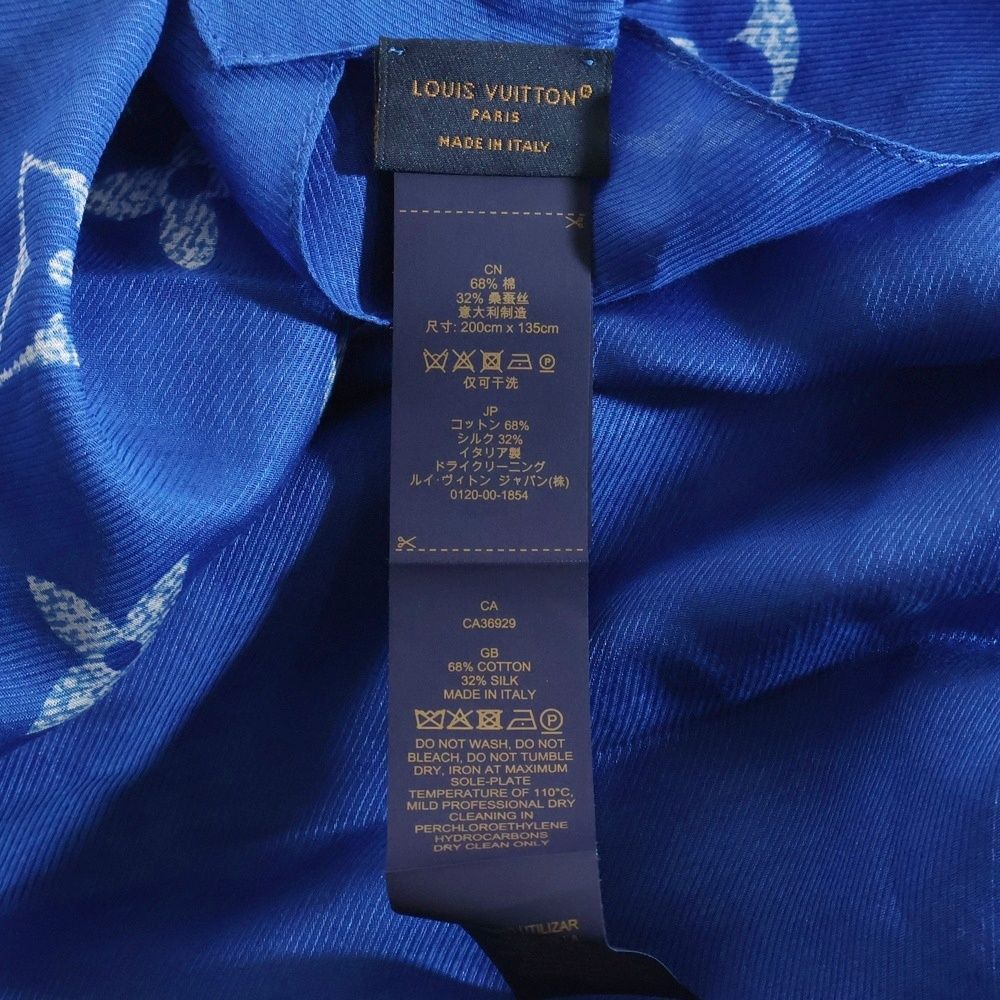 LOUIS VUITTON®
PARIS
MADE IN ITALY
CN
68% 棉
32% 桑蚕丝
意大利制造
尺寸: 200cm x 135cm
P
仅可干洗
JP
コットン 68%
シルク 32%
イタリア製
ドライクリーニング
ルイ・ヴィトン ジャパン(株)
0120-00-1854
CA
CA36929
GB
68% COTTON
32% SILK
MADE IN ITALY
P
DO NOT WASH, DO NOT
BLEACH, DO NOT TUMBLE
DRY, IRON AT MAXIMUM
SOLE-PLATE
TEMPERATURE OF 110°C,
MILD PROFESSIONAL DRY
CLEANING IN
PERCHLOROETHYLENE
HYDROCARBONS
DRY CLEAN ONLY
UTILIZAR